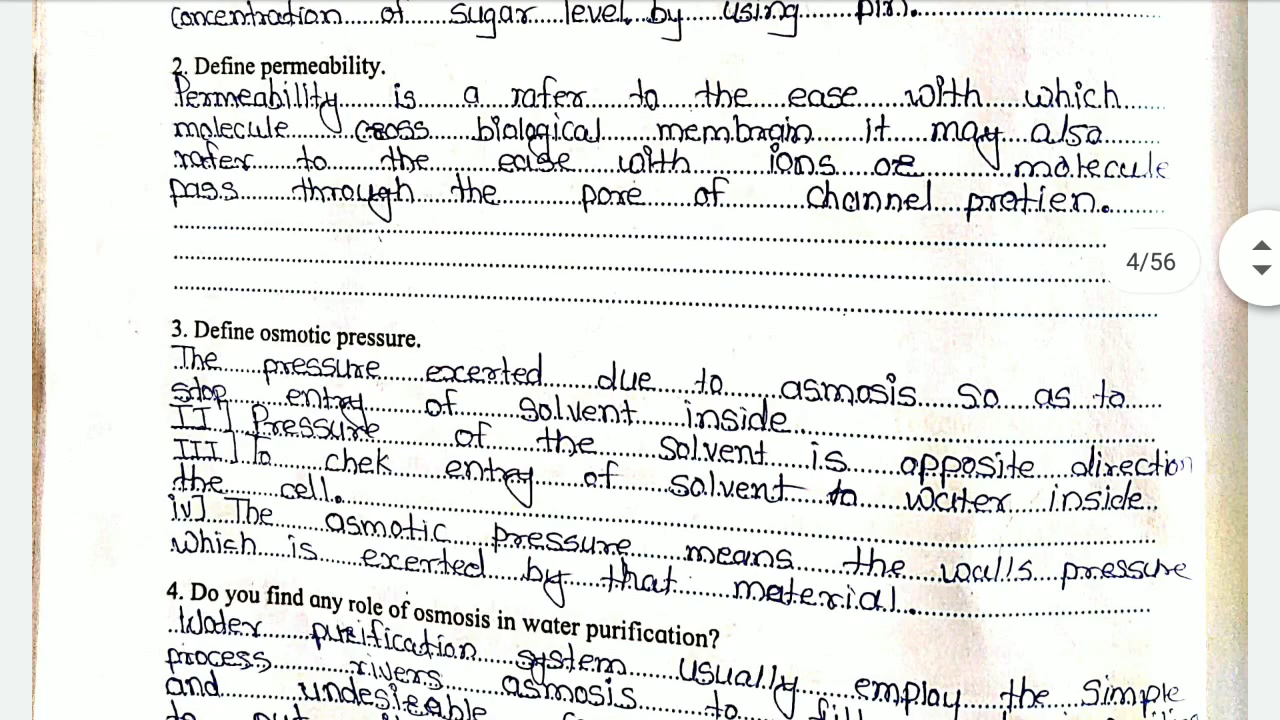 concentration of sugar level. by using
2. Define permeability.
Permeability is a rafer to the ease with which
molecule cross biological membrain it may also
rafer to the ease with ions or molecule
pass through the pore of channel protien.
4/56
3. Define osmotic pressure.
The pressure excerted due to asmosis so as to
stop entry of solvent inside
II] Pressure of the solvent is opposite direction
III] To chek entry of solvent to water inside
the cell.
iv] The asmotic pressure means the walls pressure
which is excerted by that material.
4. Do you find any role of osmosis in water purification?
Water purification system usually employ the simple
process rivers asmosis to
and undesireable
to put